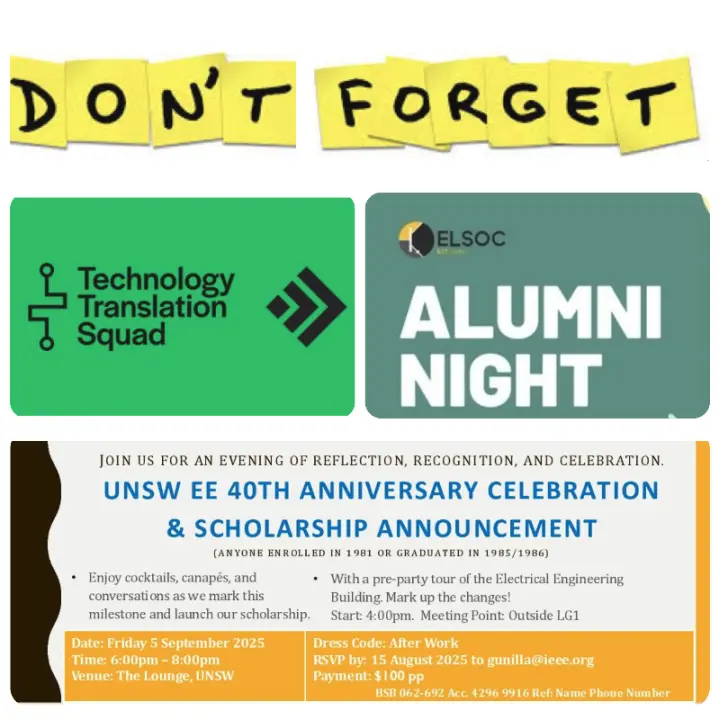 DON'T FORGET
Technology
Translation
Squad
ELSOC
ALUMNI
NIGHT
JOIN US FOR AN EVENING OF REFLECTION, RECOGNITION, AND CELEBRATION.
UNSW EE 40TH ANNIVERSARY CELEBRATION
& SCHOLARSHIP ANNOUNCEMENT
(ANYONE ENROLLED IN 1981 OR GRADUATED IN 1985/1986)
• Enjoy cocktails, canapés, and
conversations as we mark this
milestone and launch our scholarship.
• With a pre-party tour of the Electrical Engineering
Building. Mark up the changes!
Start: 4:00pm. Meeting Point: Outside LG1
Date: Friday 5 September 2025
Time: 6:00pm – 8:00pm
Venue: The Lounge, UNSW
Dress Code: After Work
RSVP by: 15 August 2025 to gunilla@ieee.org
Payment: $100 pp
BSB 062-692 Acc. 4296 9916 Ref: Name Phone Number